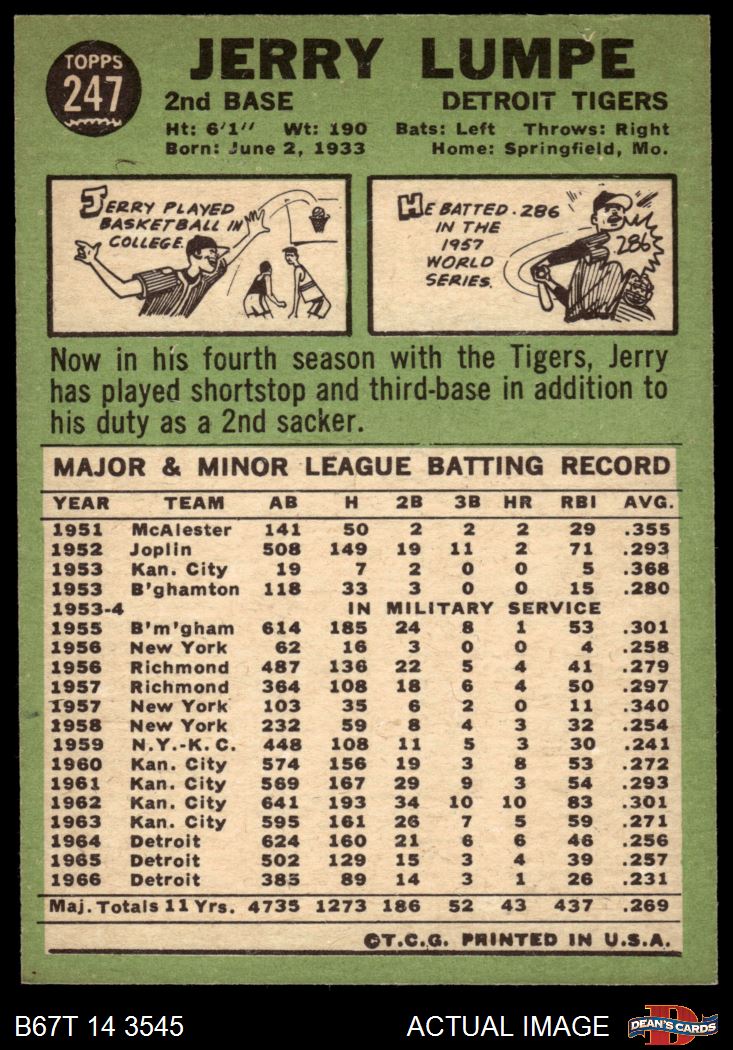 TOPPS
247
JERRY LUMPE
2nd BASE DETROIT TIGERS
Ht: 6'1" Wt: 190 Bats: Left Throws: Right
Born: June 2, 1933 Home: Springfield, Mo.
JERRY PLAYED
BASKETBALL IN
COLLEGE.
HE BATTED .286
IN THE
1957
WORLD
SERIES.
.286
Now in his fourth season with the Tigers, Jerry
has played shortstop and third-base in addition to
his duty as a 2nd sacker.
MAJOR & MINOR LEAGUE BATTING RECORD
YEAR TEAM AB H 2B 3B HR RBI AVG.
1951 McAlester 141 50 2 2 2 29 .355
1952 Joplin 508 149 19 11 2 71 .293
1953 Kan. City 19 7 2 0 0 5 .368
1953 B'ghamton 118 33 3 0 0 15 .280
1953-4 IN MILITARY SERVICE
1955 B'm'gham 614 185 24 8 1 53 .301
1956 New York 62 16 3 0 0 4 .258
1956 Richmond 487 136 22 5 4 41 .279
1957 Richmond 364 108 18 6 4 50 .297
1957 New York 103 35 6 2 0 11 .340
1958 New York 232 59 8 4 3 32 .254
1959 N.Y.-K.C. 448 108 11 5 3 30 .241
1960 Kan. City 574 156 19 3 8 53 .272
1961 Kan. City 569 167 29 9 3 54 .293
1962 Kan. City 641 193 34 10 10 83 .301
1963 Kan. City 595 161 26 7 5 59 .271
1964 Detroit 624 160 21 6 6 46 .256
1965 Detroit 502 129 15 3 4 39 .257
1966 Detroit 385 89 14 3 1 26 .231
Maj. Totals 11 Yrs. 4735 1273 186 52 43 437 .269
©T.C.G. PRINTED IN U.S.A.
B67T 14 3545 ACTUAL IMAGE
D
DEAN'S CARDS